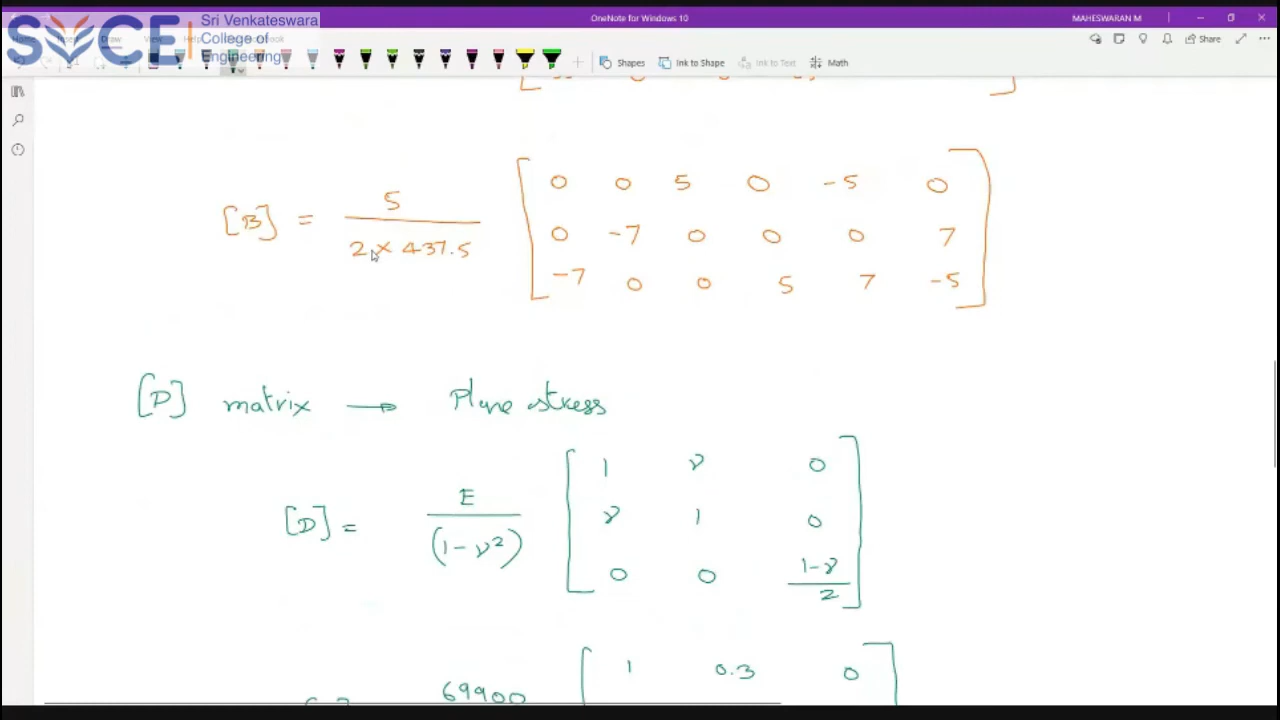 OneNote for Windows 10
MAHESWARAN M
SVCE
Sri Venkateswara
College of
Engineering
Shapes
Ink to Shape
Ink to Text
Math
Share
[B] = 5 / 2 × 437.5
0 0 5 0 -5 0
0 -7 0 0 0 7
-7 0 0 5 7 -5
[D] matrix → Plane stress
[D] = E / (1-ν²)
1 ν 0
ν 1 0
0 0 1-ν / 2
69900
1 0.3 0